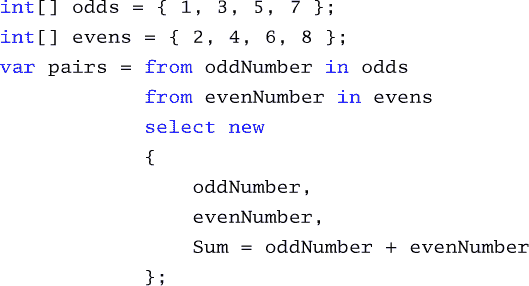 int[] odds = { 1, 3, 5, 7 };
int[] evens = { 2, 4, 6, 8 };
var pairs = from oddNumber in odds
            from evenNumber in evens
            select new
            {
                oddNumber,
                evenNumber,
                Sum = oddNumber + evenNumber
            };